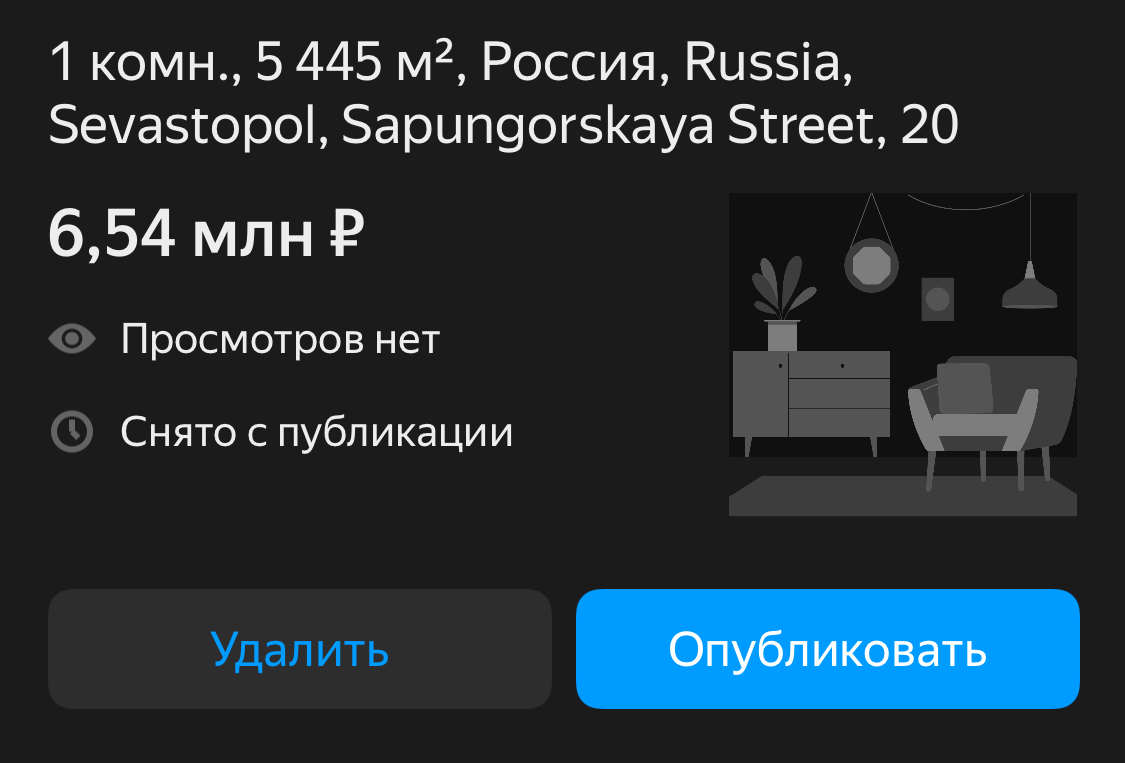 1 комн., 5 445 м², Россия, Russia,
Sevastopol, Sapungorskaya Street, 20
6,54 млн ₽
Просмотров нет
Снято с публикации
Удалить
Опубликовать